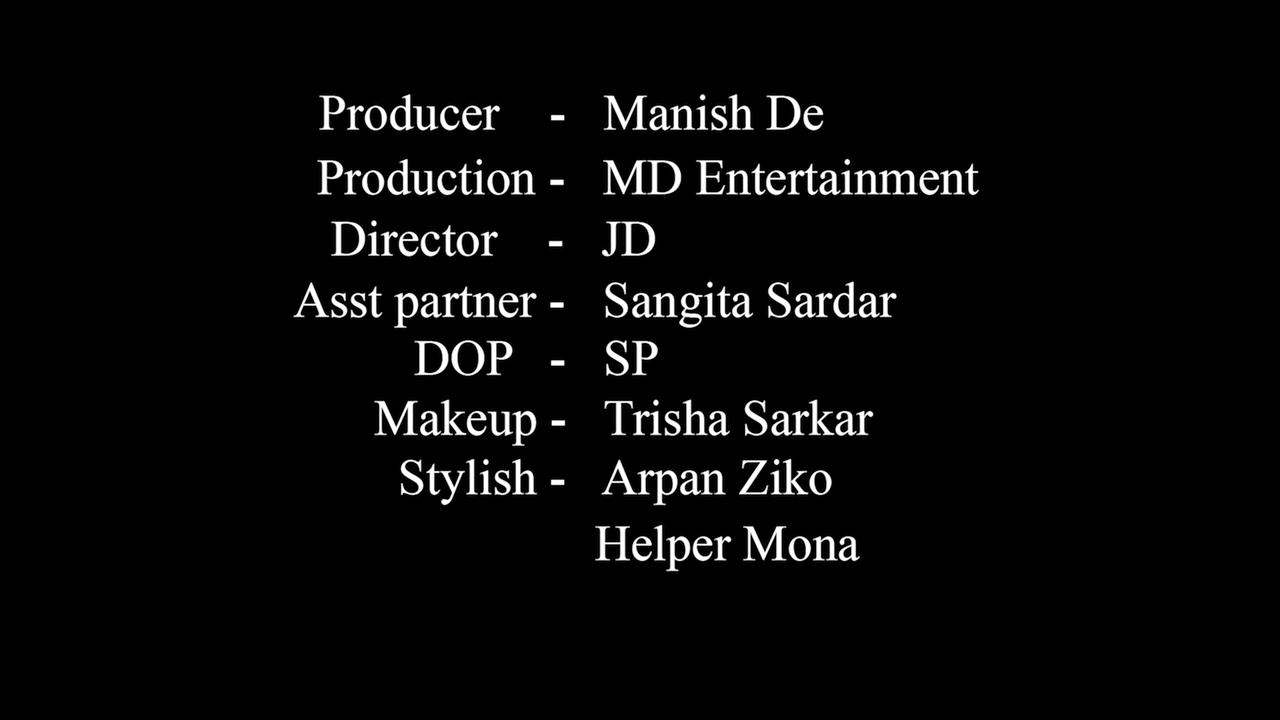 Producer - Manish De
Production - MD Entertainment
Director - JD
Asst partner - Sangita Sardar
DOP - SP
Makeup - Trisha Sarkar
Stylish - Arpan Ziko
Helper Mona